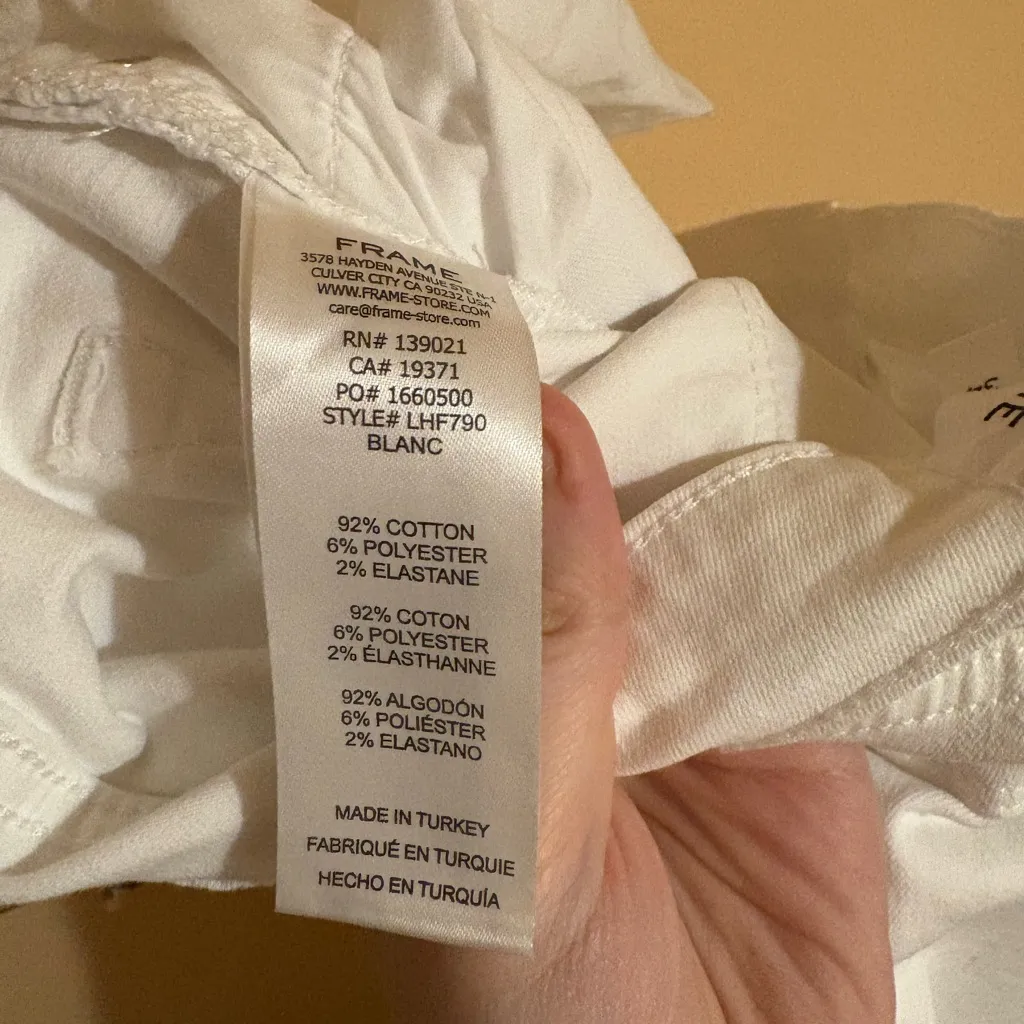 FRAME
3578 HAYDEN AVENUE STE N-1
CULVER CITY CA 90232 USA
WWW.FRAME-STORE.COM
care@frame-store.com
RN# 139021
CA# 19371
PO# 1660500
STYLE# LHF790
BLANC
92% COTTON
6% POLYESTER
2% ELASTANE
92% COTON
6% POLYESTER
2% ÉLASTHANNE
92% ALGODÓN
6% POLIÉSTER
2% ELASTANO
MADE IN TURKEY
FABRIQUÉ EN TURQUIE
HECHO EN TURQUÍA